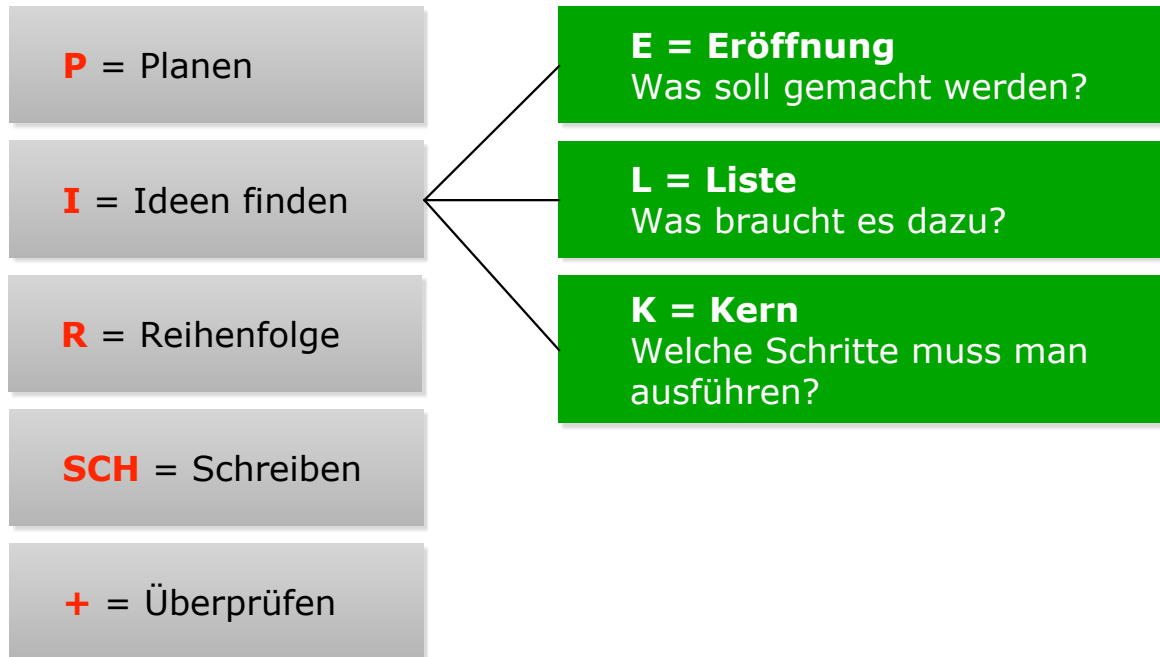 P = Planen
I = Ideen finden
R = Reihenfolge
SCH = Schreiben
+ = Überprüfen
E = Eröffnung
Was soll gemacht werden?
L = Liste
Was braucht es dazu?
K = Kern
Welche Schritte muss man
ausführen?